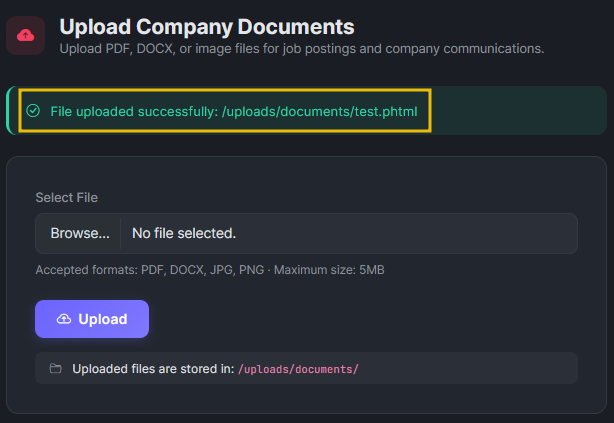 Upload Company Documents
Upload PDF, DOCX, or image files for job postings and company communications.
File uploaded successfully: /uploads/documents/test.phtml
Select File
Browse... No file selected.
Accepted formats: PDF, DOCX, JPG, PNG · Maximum size: 5MB
Upload
Uploaded files are stored in: /uploads/documents/